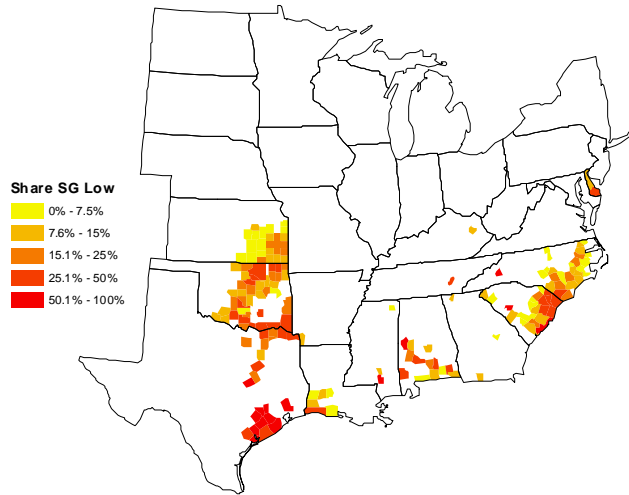 Share SG Low
0% - 7.5%
7.6% - 15%
15.1% - 25%
25.1% - 50%
50.1% - 100%